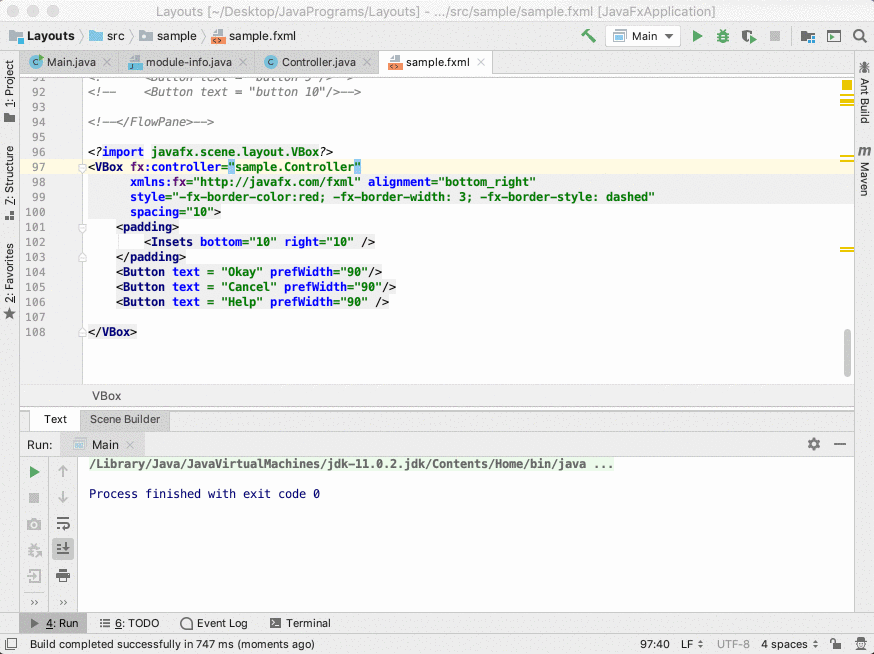 Layouts [~/Desktop/JavaPrograms/Layouts] - .../src/sample/sample.fxml [JavaFxApplication]
Layouts src sample sample.fxml Main
Main.java module-info.java Controller.java sample.fxml
1: Project
7: Structure
2: Favorites
Ant Build
m Maven
92 <!-- <Button text = "button 10"/>-->
93
94 <!--</FlowPane>-->
95
96 <?import javafx.scene.layout.VBox?>
97 <VBox fx:controller="sample.Controller"
98 xmlns:fx="http://javafx.com/fxml" alignment="bottom_right"
99 style="-fx-border-color:red; -fx-border-width: 3; -fx-border-style: dashed"
100 spacing="10">
101 <padding>
102 <Insets bottom="10" right="10" />
103 </padding>
104 <Button text = "Okay" prefWidth="90"/>
105 <Button text = "Cancel" prefWidth="90"/>
106 <Button text = "Help" prefWidth="90" />
107
108 </VBox>
VBox
Text Scene Builder
Run: Main
/Library/Java/JavaVirtualMachines/jdk-11.0.2.jdk/Contents/Home/bin/java ...
Process finished with exit code 0
4: Run 6: TODO Event Log Terminal
Build completed successfully in 747 ms (moments ago) 97:40 LF UTF-8 4 spaces